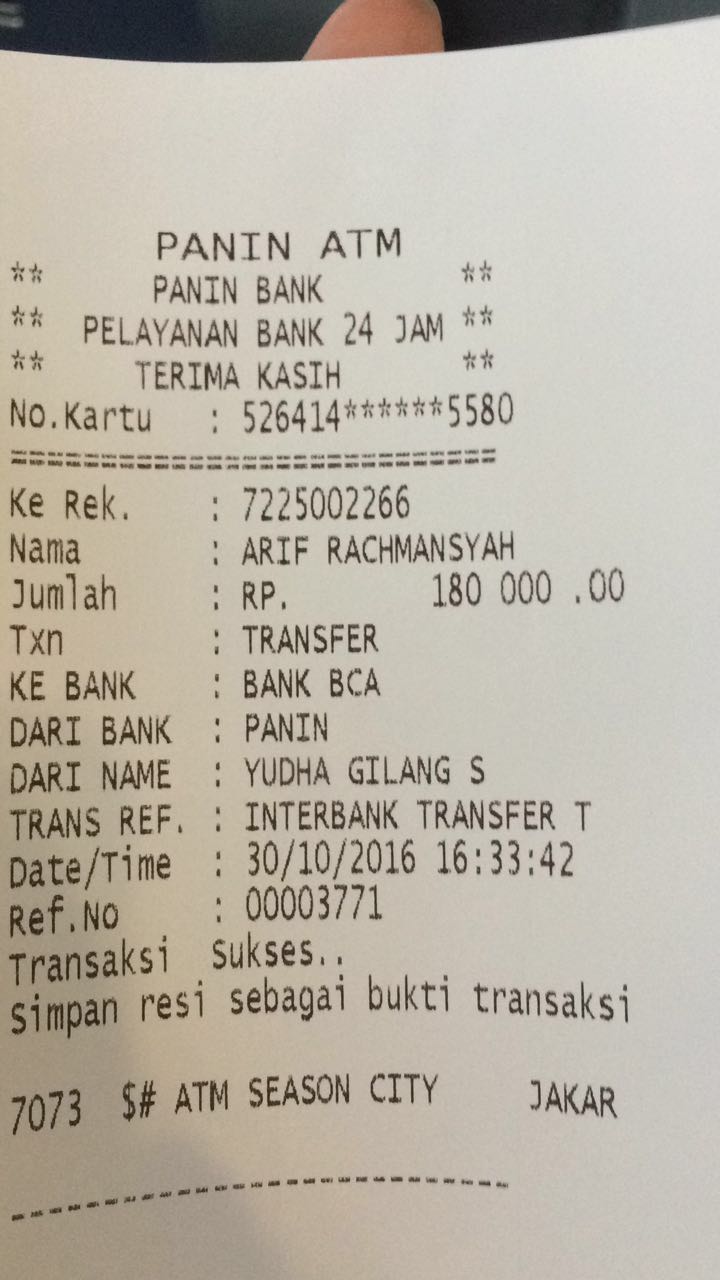 PANIN ATM
** PANIN BANK **
** PELAYANAN BANK 24 JAM **
** TERIMA KASIH **
No.Kartu : 526414******5580
Ke Rek. : 7225002266
Nama : ARIF RACHMANSYAH
Jumlah : RP. 180 000 .00
Txn : TRANSFER
KE BANK : BANK BCA
DARI BANK : PANIN
DARI NAME : YUDHA GILANG S
TRANS REF. : INTERBANK TRANSFER T
Date/Time : 30/10/2016 16:33:42
Ref.No : 00003771
Transaksi Sukses..
Simpan resi sebagai bukti transaksi
7073 $# ATM SEASON CITY JAKAR